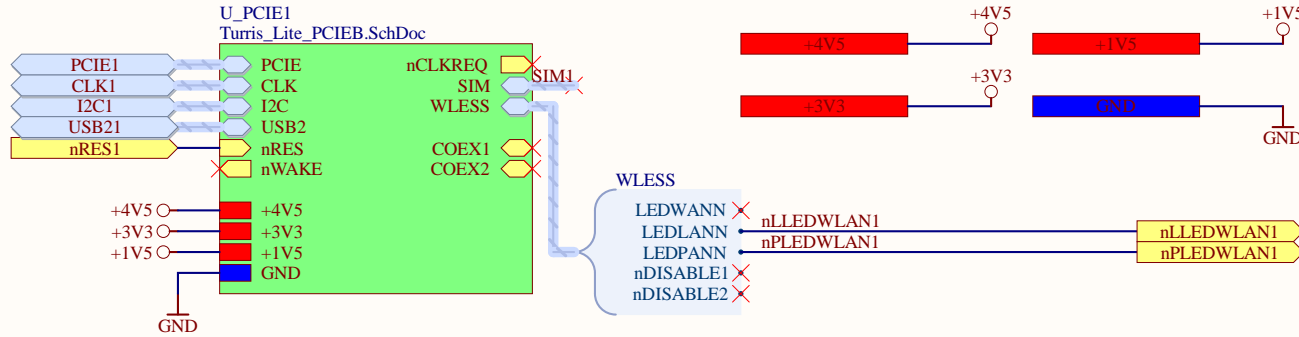 U_PCIE1
Turris_Lite_PCIEB.SchDoc
PCIE1
CLK1
I2C1
USB21
nRES1
PCIE
CLK
I2C
USB2
nRES
nWAKE
nCLKREQ
SIM
WLESS
COEX1
COEX2
SIM1
+4V5
+3V3
+1V5
GND
+4V5
+3V3
+1V5
GND
WLESS
LEDWANN
LEDLANN
LEDPANN
nDISABLE1
nDISABLE2
nLLEDWLAN1
nPLEDWLAN1
nLLEDWLAN1
nPLEDWLAN1
+4V5
+4V5
+3V3
+3V3
+1V5
+1V5
GND
GND